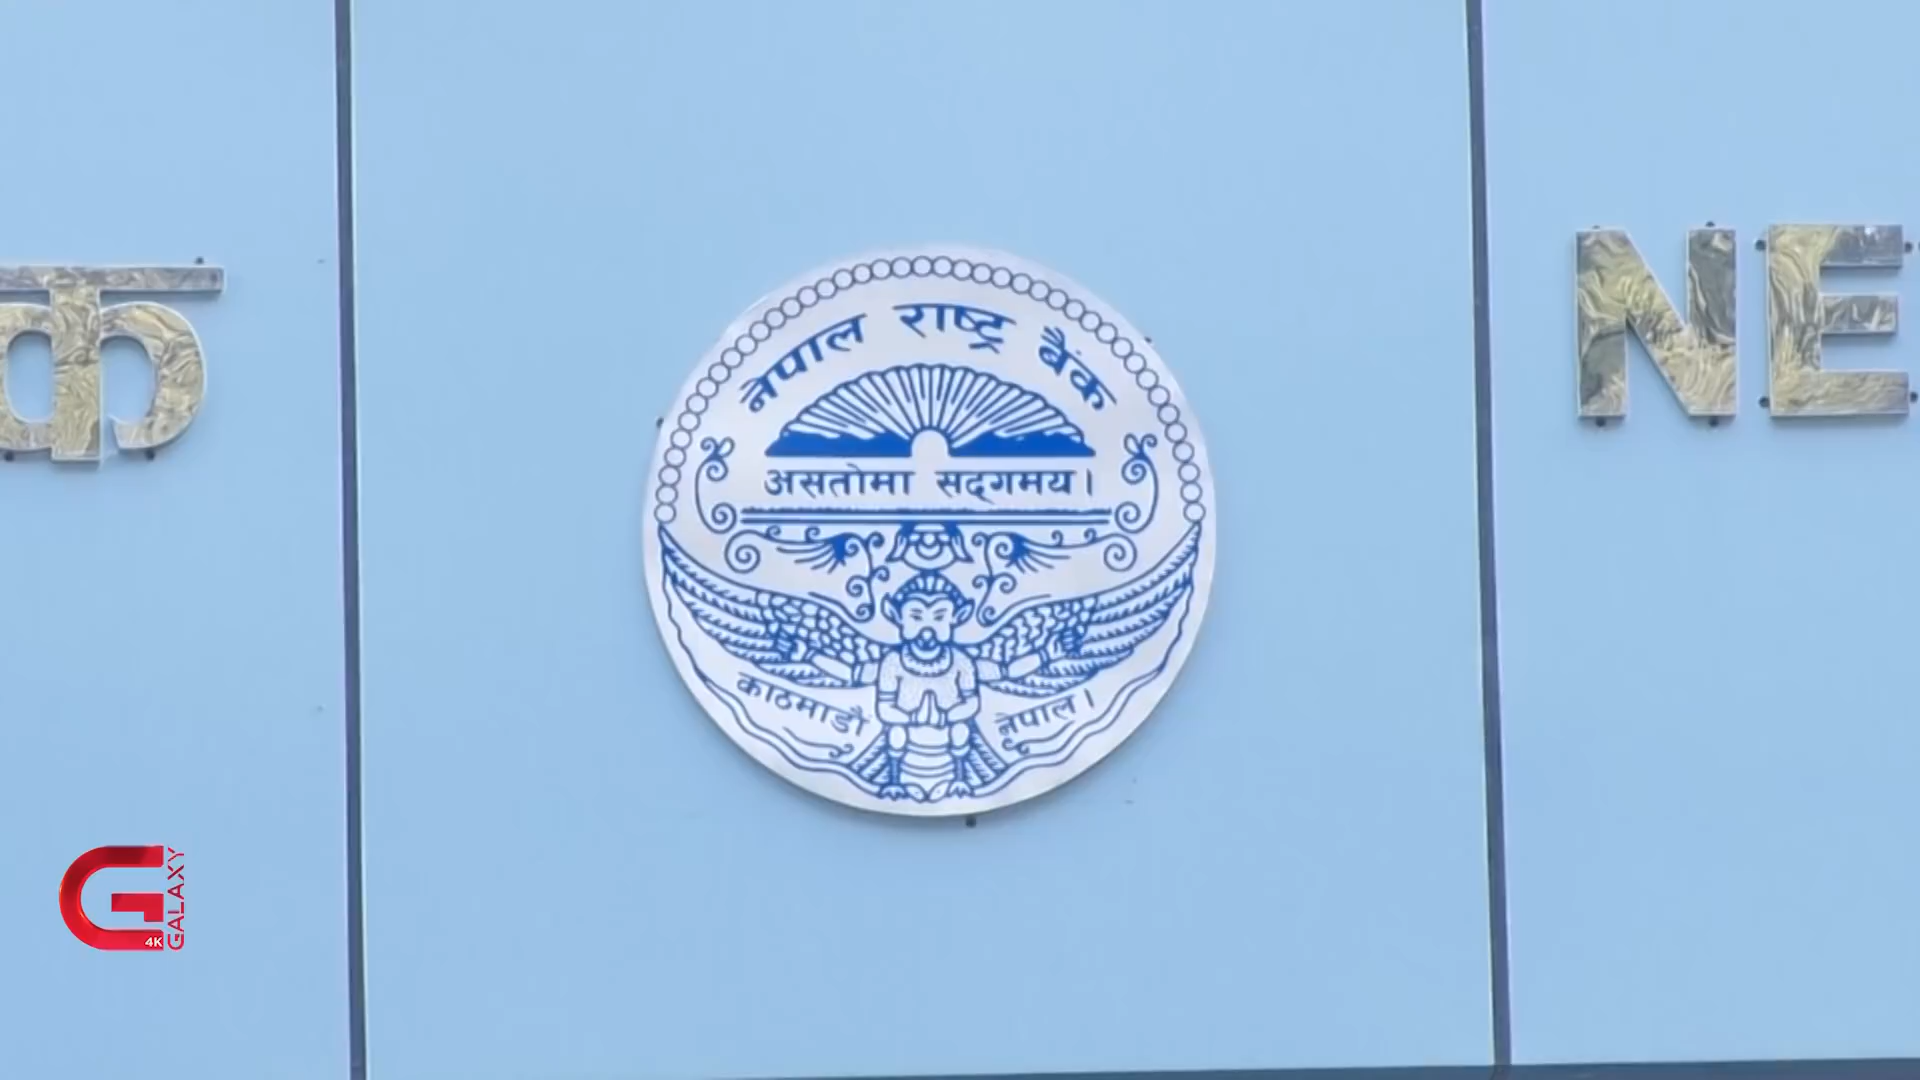 क
नेपाल राष्ट्र बैंक
NE
असतोमा सद्गमय।
काठमाडौं नेपाल।
GALAXY
4K